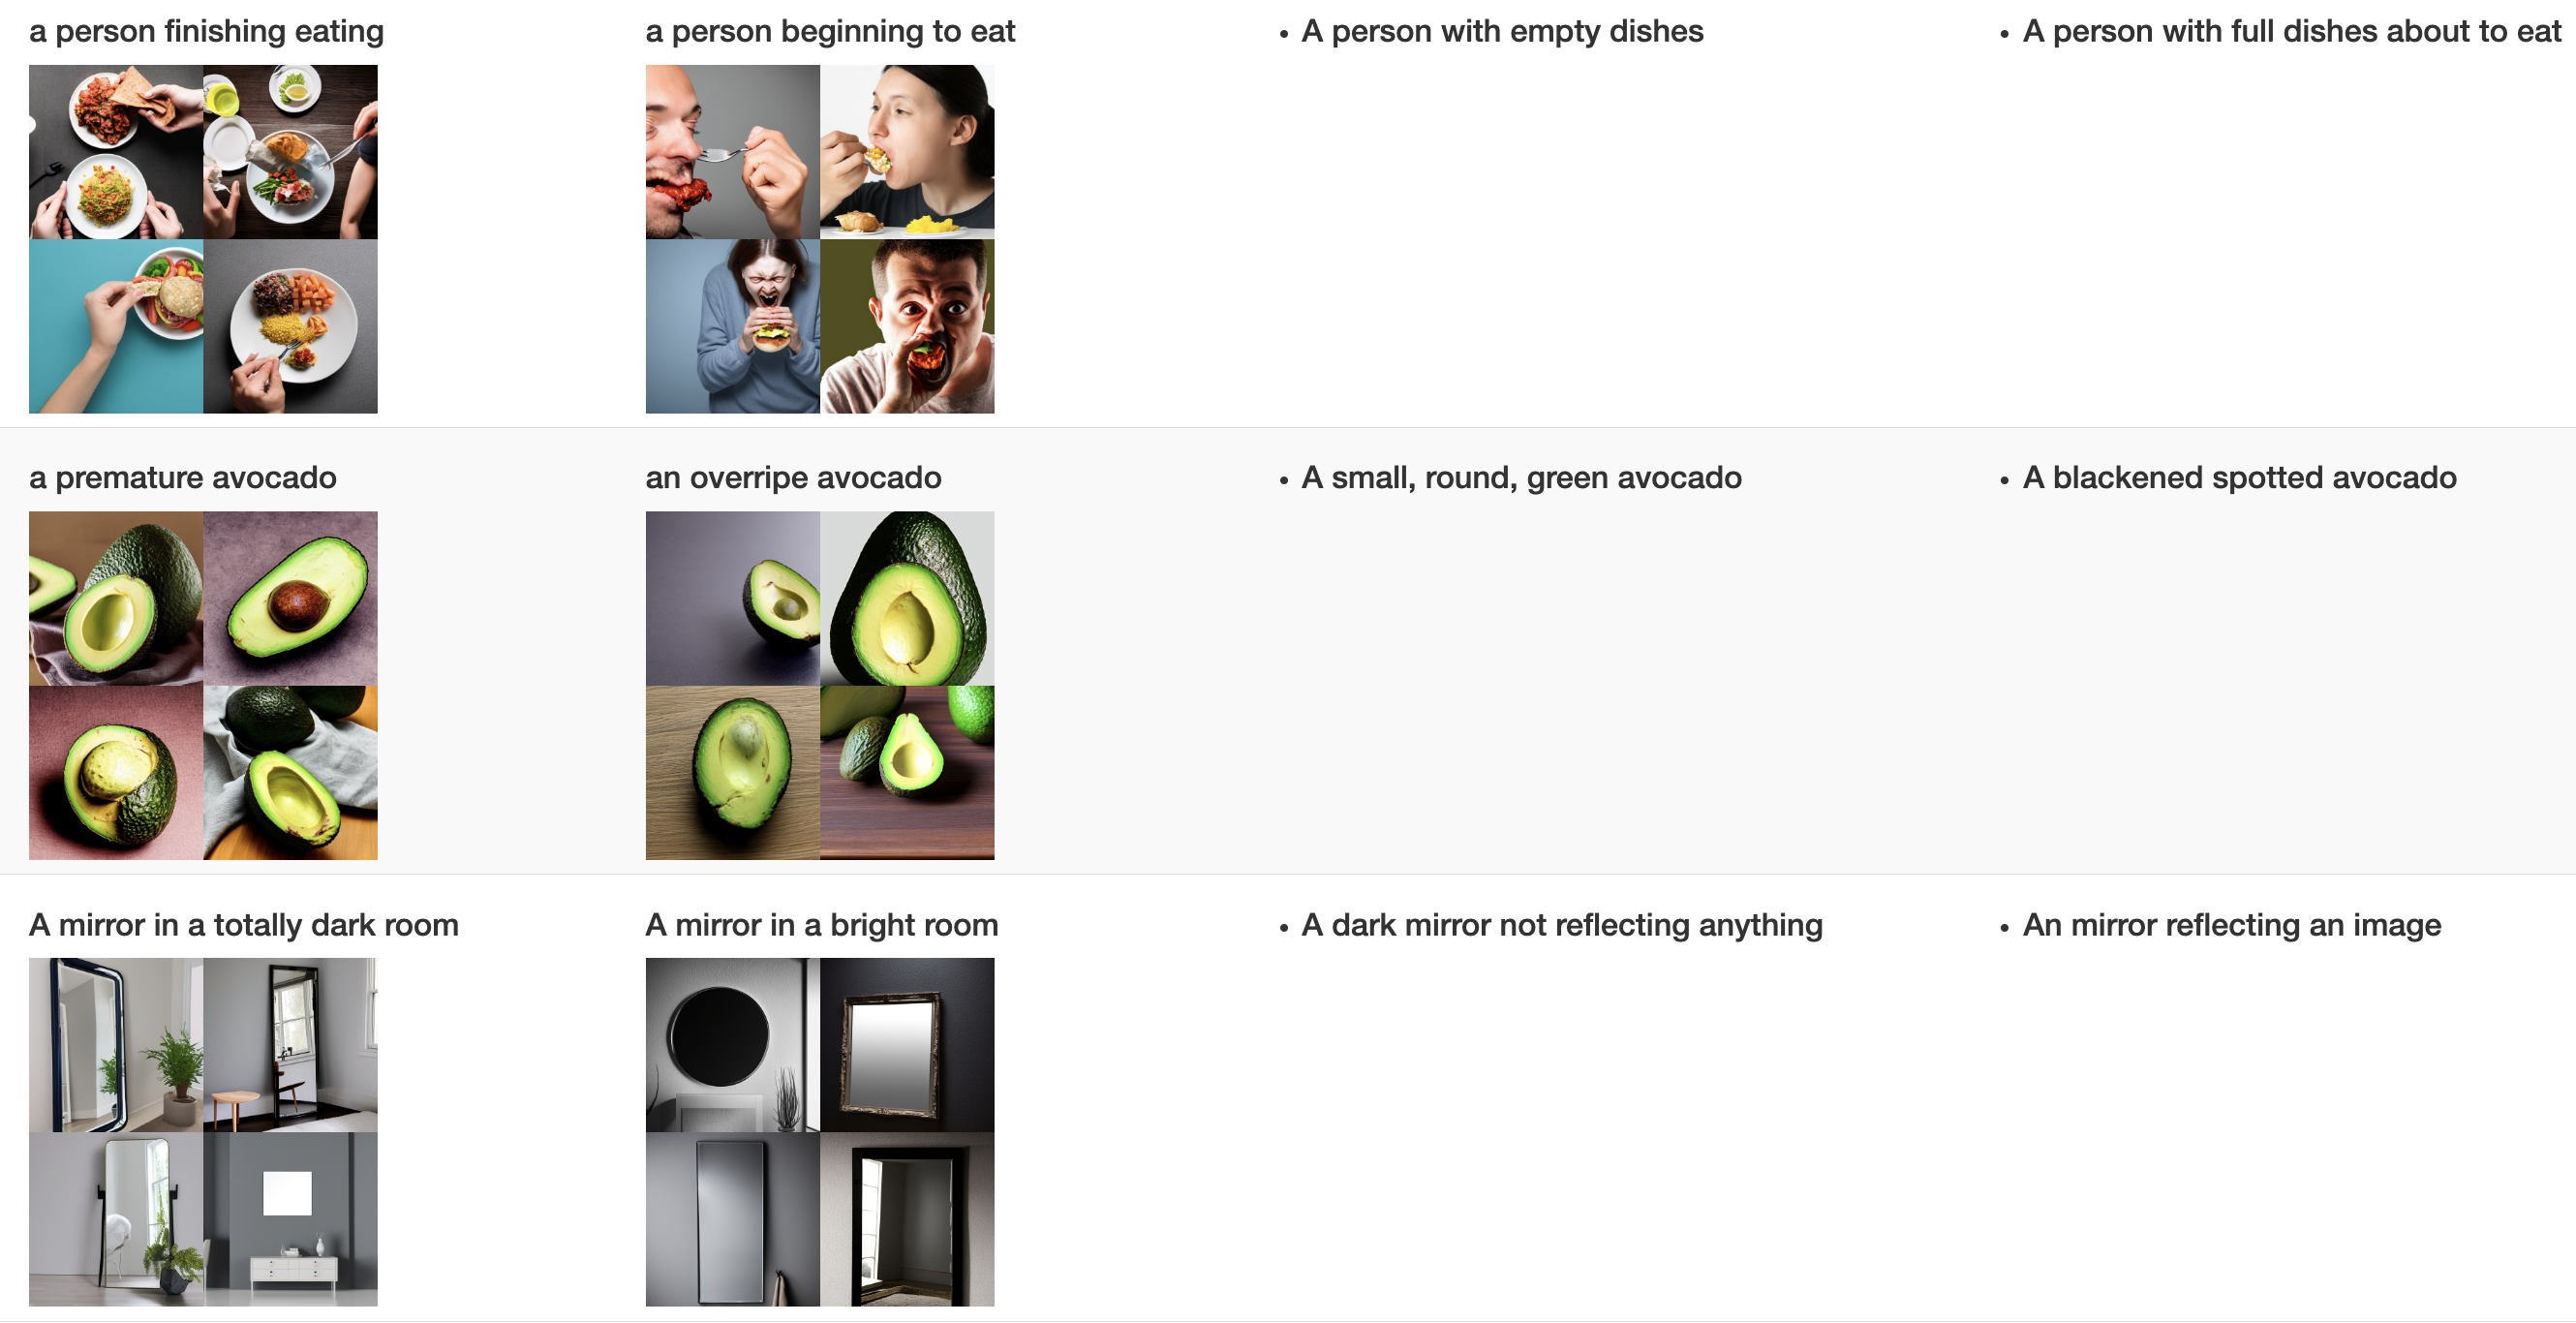 a person finishing eating
a person beginning to eat
• A person with empty dishes
• A person with full dishes about to eat
a premature avocado
an overripe avocado
• A small, round, green avocado
• A blackened spotted avocado
A mirror in a totally dark room
A mirror in a bright room
• A dark mirror not reflecting anything
• An mirror reflecting an image